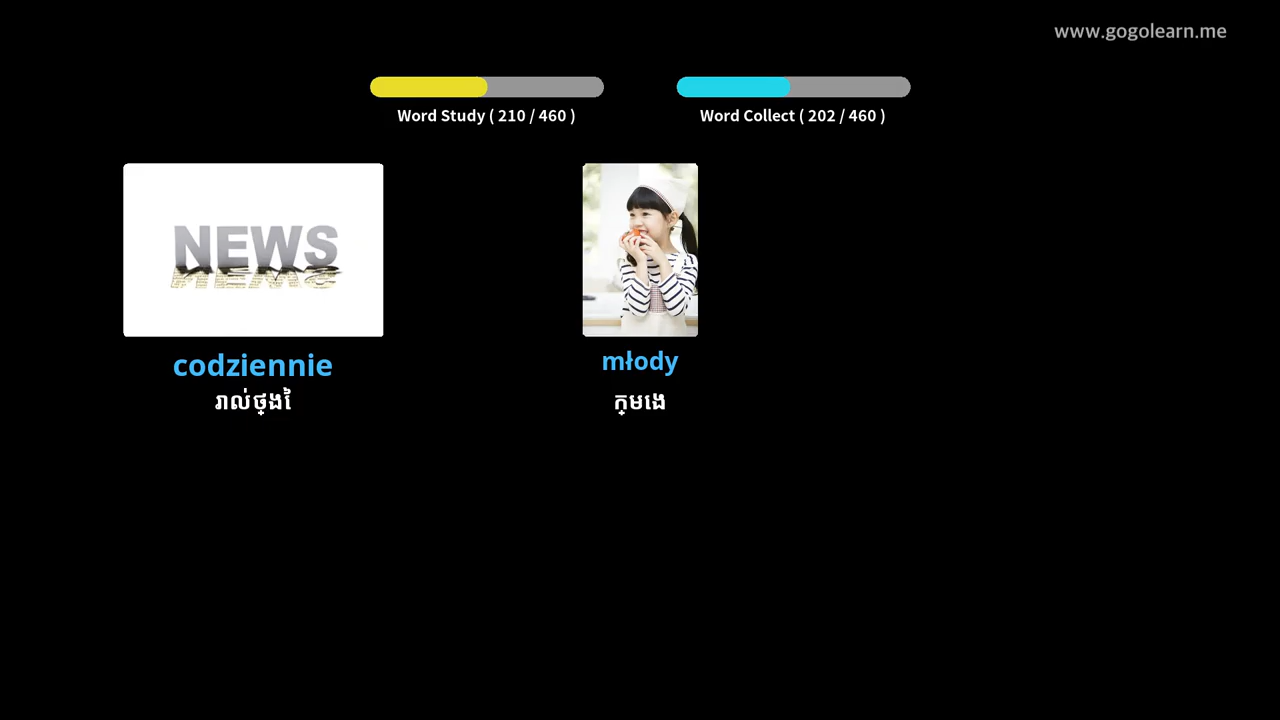 www.gogolearn.me
Word Study ( 210 / 460 )
Word Collect ( 202 / 460 )
NEWS
codziennie
រាល់ថ្ងៃ
młody
ក្មេង